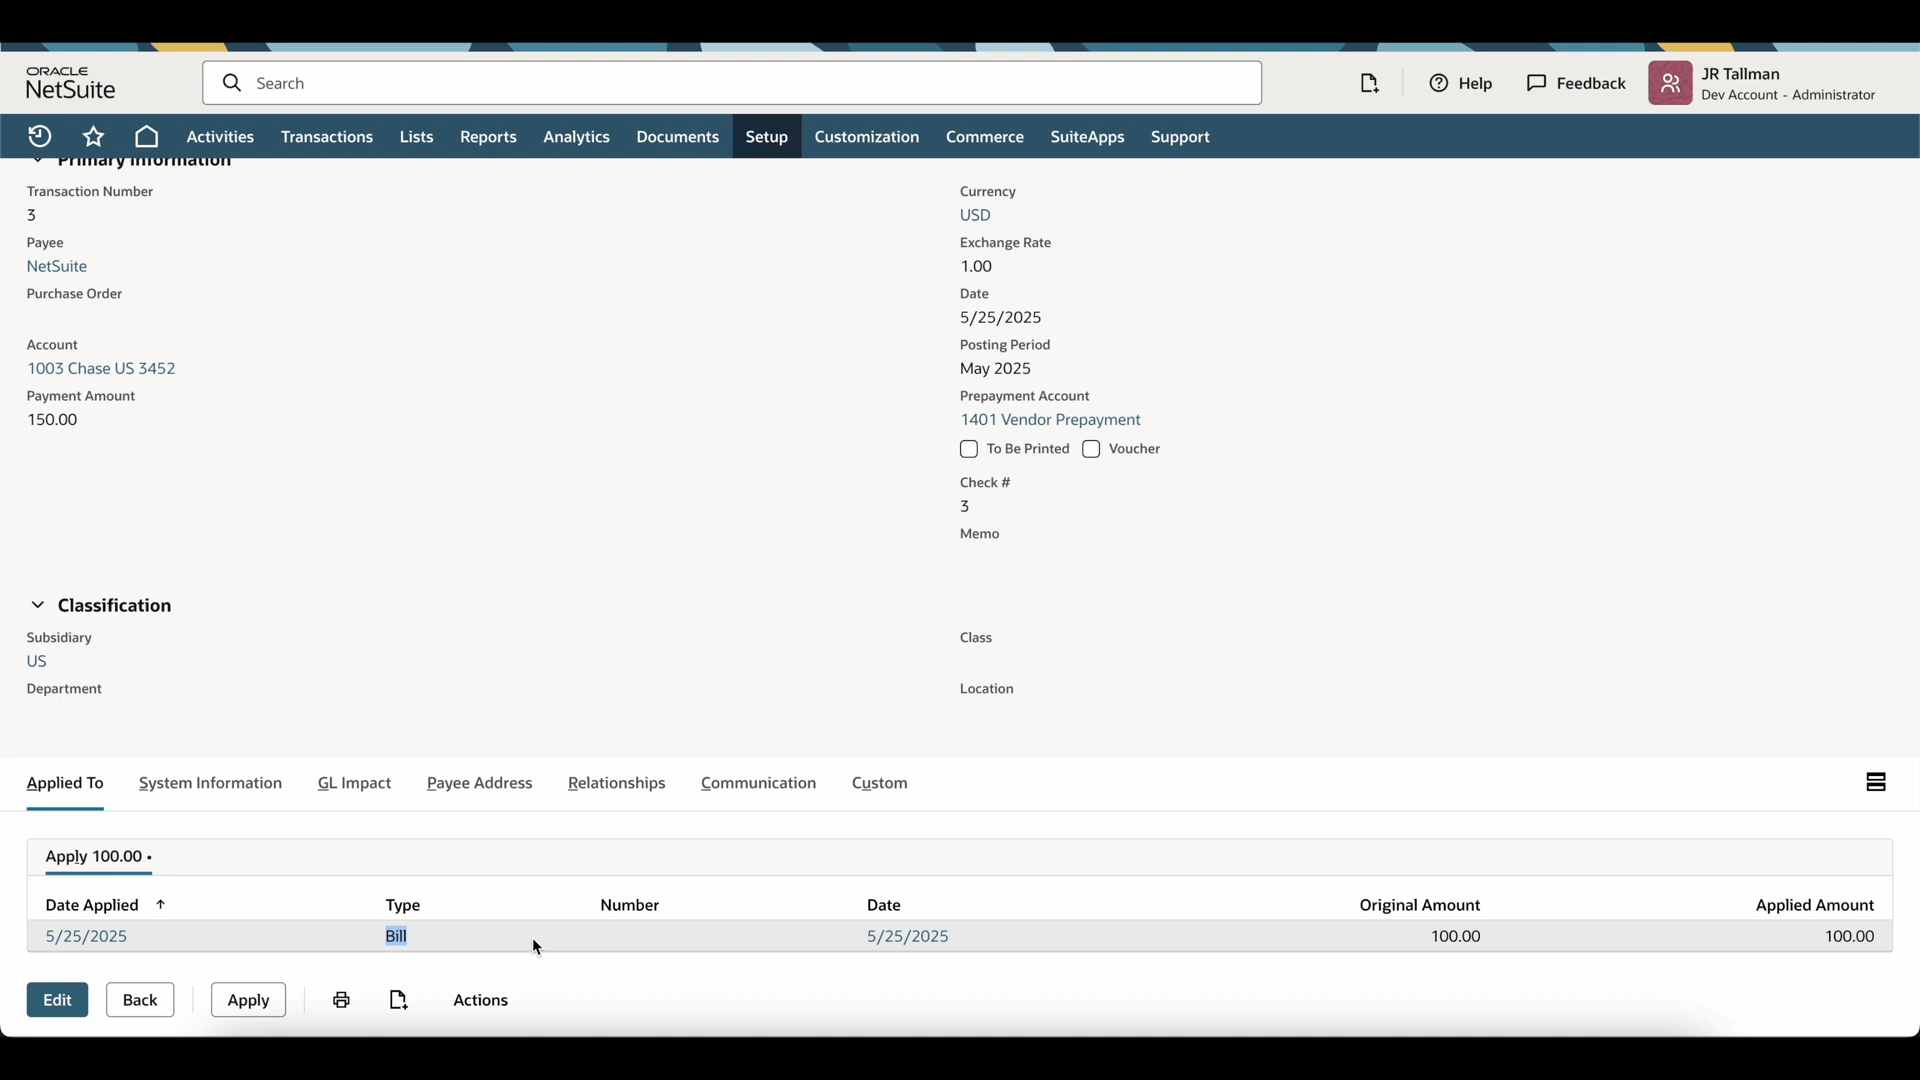 ORACLE
NetSuite
Search
Help
Feedback
JR Tallman
Dev Account - Administrator
Activities Transactions Lists Reports Analytics Documents Setup Customization Commerce SuiteApps Support
Primary Information
Transaction Number
3
Payee
NetSuite
Purchase Order
Account
1003 Chase US 3452
Payment Amount
150.00
Currency
USD
Exchange Rate
1.00
Date
5/25/2025
Posting Period
May 2025
Prepayment Account
1401 Vendor Prepayment
To Be Printed Voucher
Check #
3
Memo
Classification
Subsidiary
US
Department
Class
Location
Applied To System Information GL Impact Payee Address Relationships Communication Custom
Apply 100.00 •
Date Applied Type Number Date Original Amount Applied Amount
5/25/2025 Bill 5/25/2025 100.00 100.00
Edit Back Apply Actions